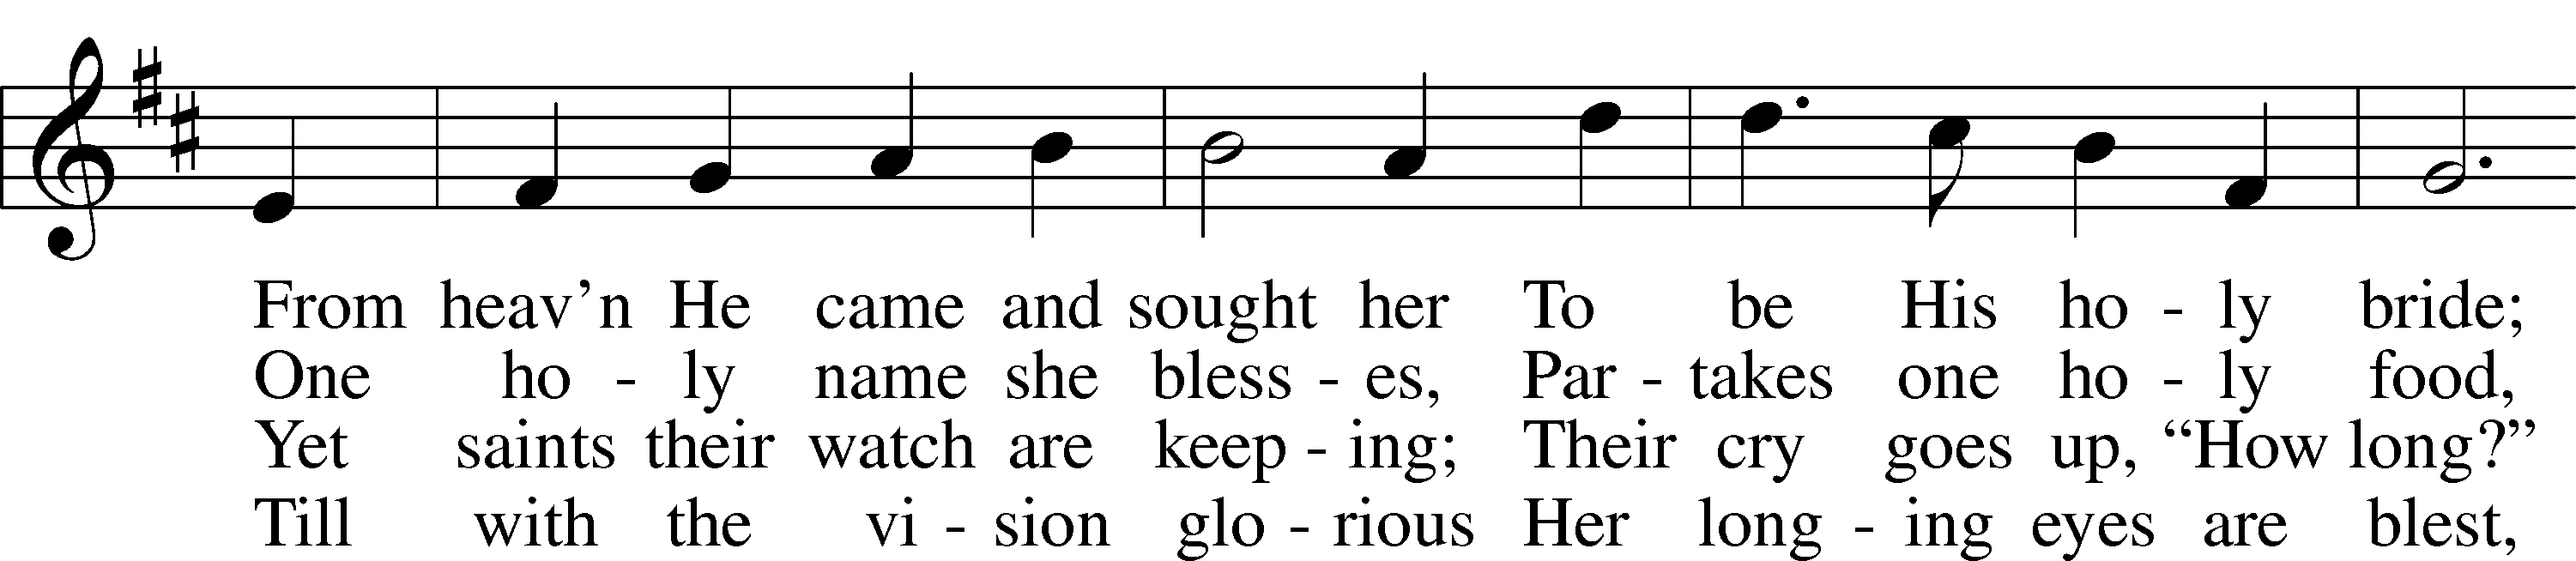 From heav’n He came and sought her To be His ho - ly bride;
One ho - ly name she bless - es, Par - takes one ho - ly food,
Yet saints their watch are keep - ing; Their cry goes up, “How long?”
Till with the vi - sion glo - rious Her long - ing eyes are blest,